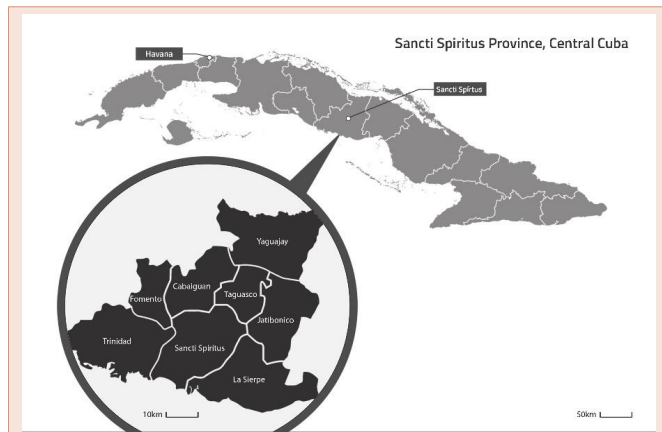 Sancti Spiritus Province, Central Cuba
Havana
Sancti Spírtus
Yaguajay
Cabaiguan
Fomento
Taguasco
Jatibonico
Trinidad
Sancti Spiritus
La Sierpe
10km
50km